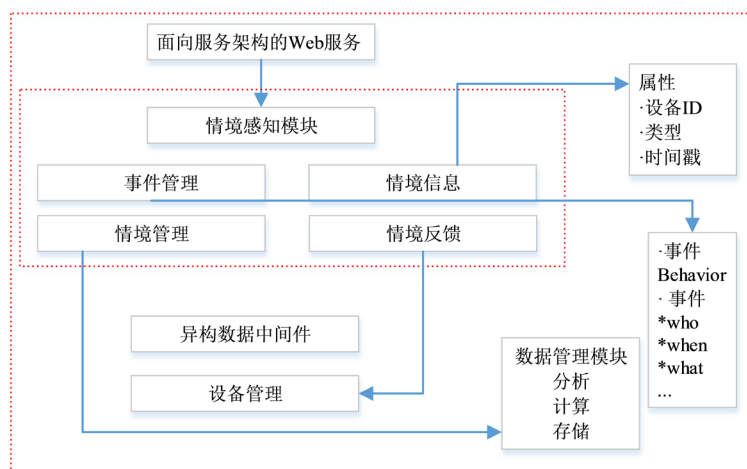 面向服务架构的Web服务
情境感知模块
事件管理
情境信息
情境管理
情境反馈
属性
·设备ID
·类型
·时间戳
·事件
Behavior
· 事件
*who
*when
*what
...
异构数据中间件
设备管理
数据管理模块
分析
计算
存储